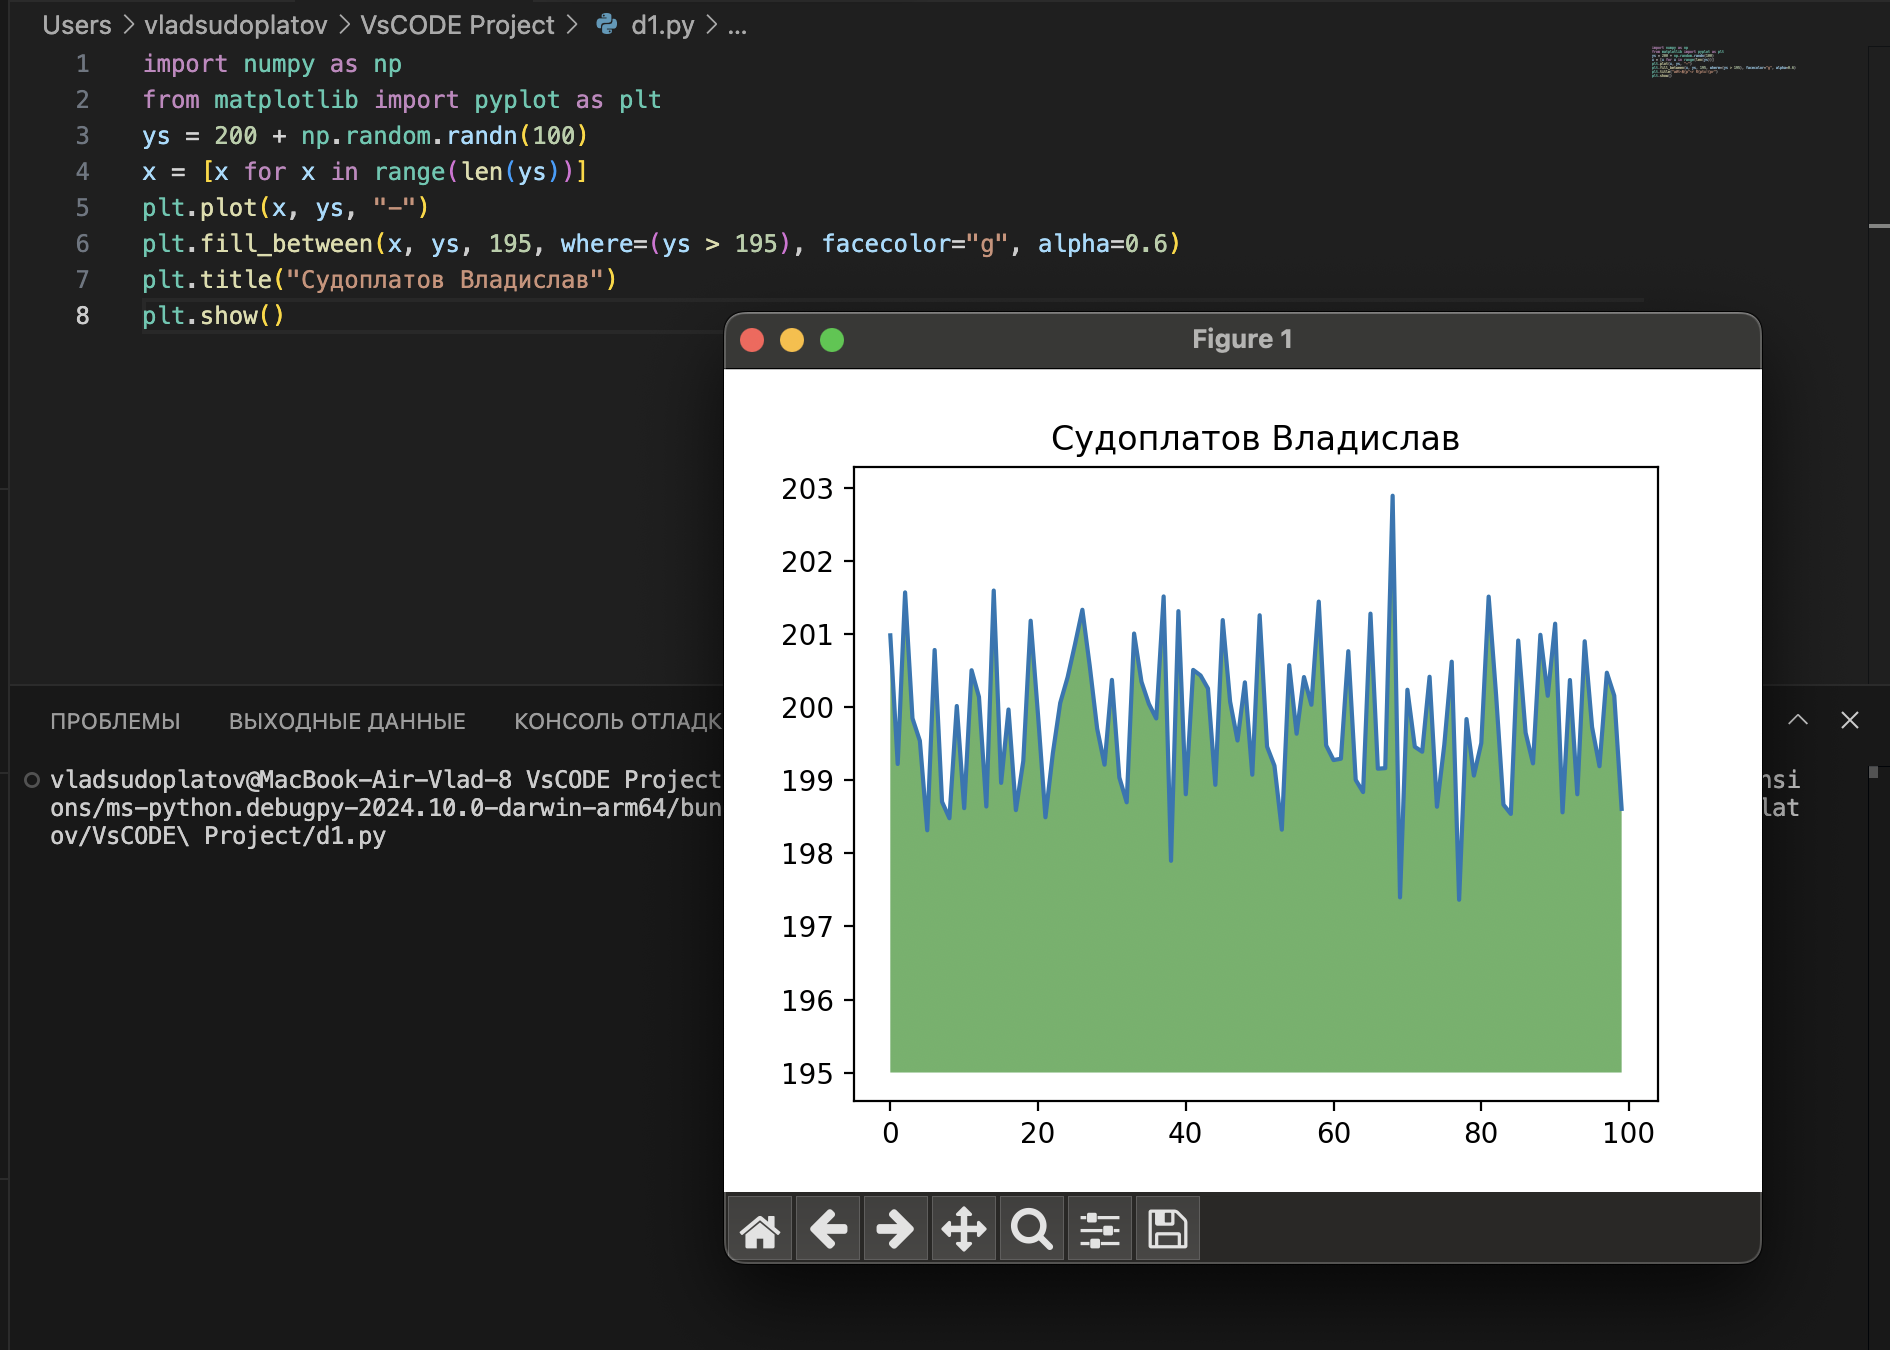 Users > vladsudoplatov > VsCODE Project > d1.py > ...
1 import numpy as np
2 from matplotlib import pyplot as plt
3 ys = 200 + np.random.randn(100)
4 x = [x for x in range(len(ys))]
5 plt.plot(x, ys, "-")
6 plt.fill_between(x, ys, 195, where=(ys > 195), facecolor="g", alpha=0.6)
7 plt.title("Судоплатов Владислав")
8 plt.show()
Figure 1
Судоплатов Владислав
203
202
201
200
199
198
197
196
195
0 20 40 60 80 100
ПРОБЛЕМЫ ВЫХОДНЫЕ ДАННЫЕ КОНСОЛЬ ОТЛАДК
vladsudoplatov@MacBook-Air-Vlad-8 VsCODE Project nsi
ons/ms-python.debugpy-2024.10.0-darwin-arm64/bun lat
ov/VsCODE\ Project/d1.py